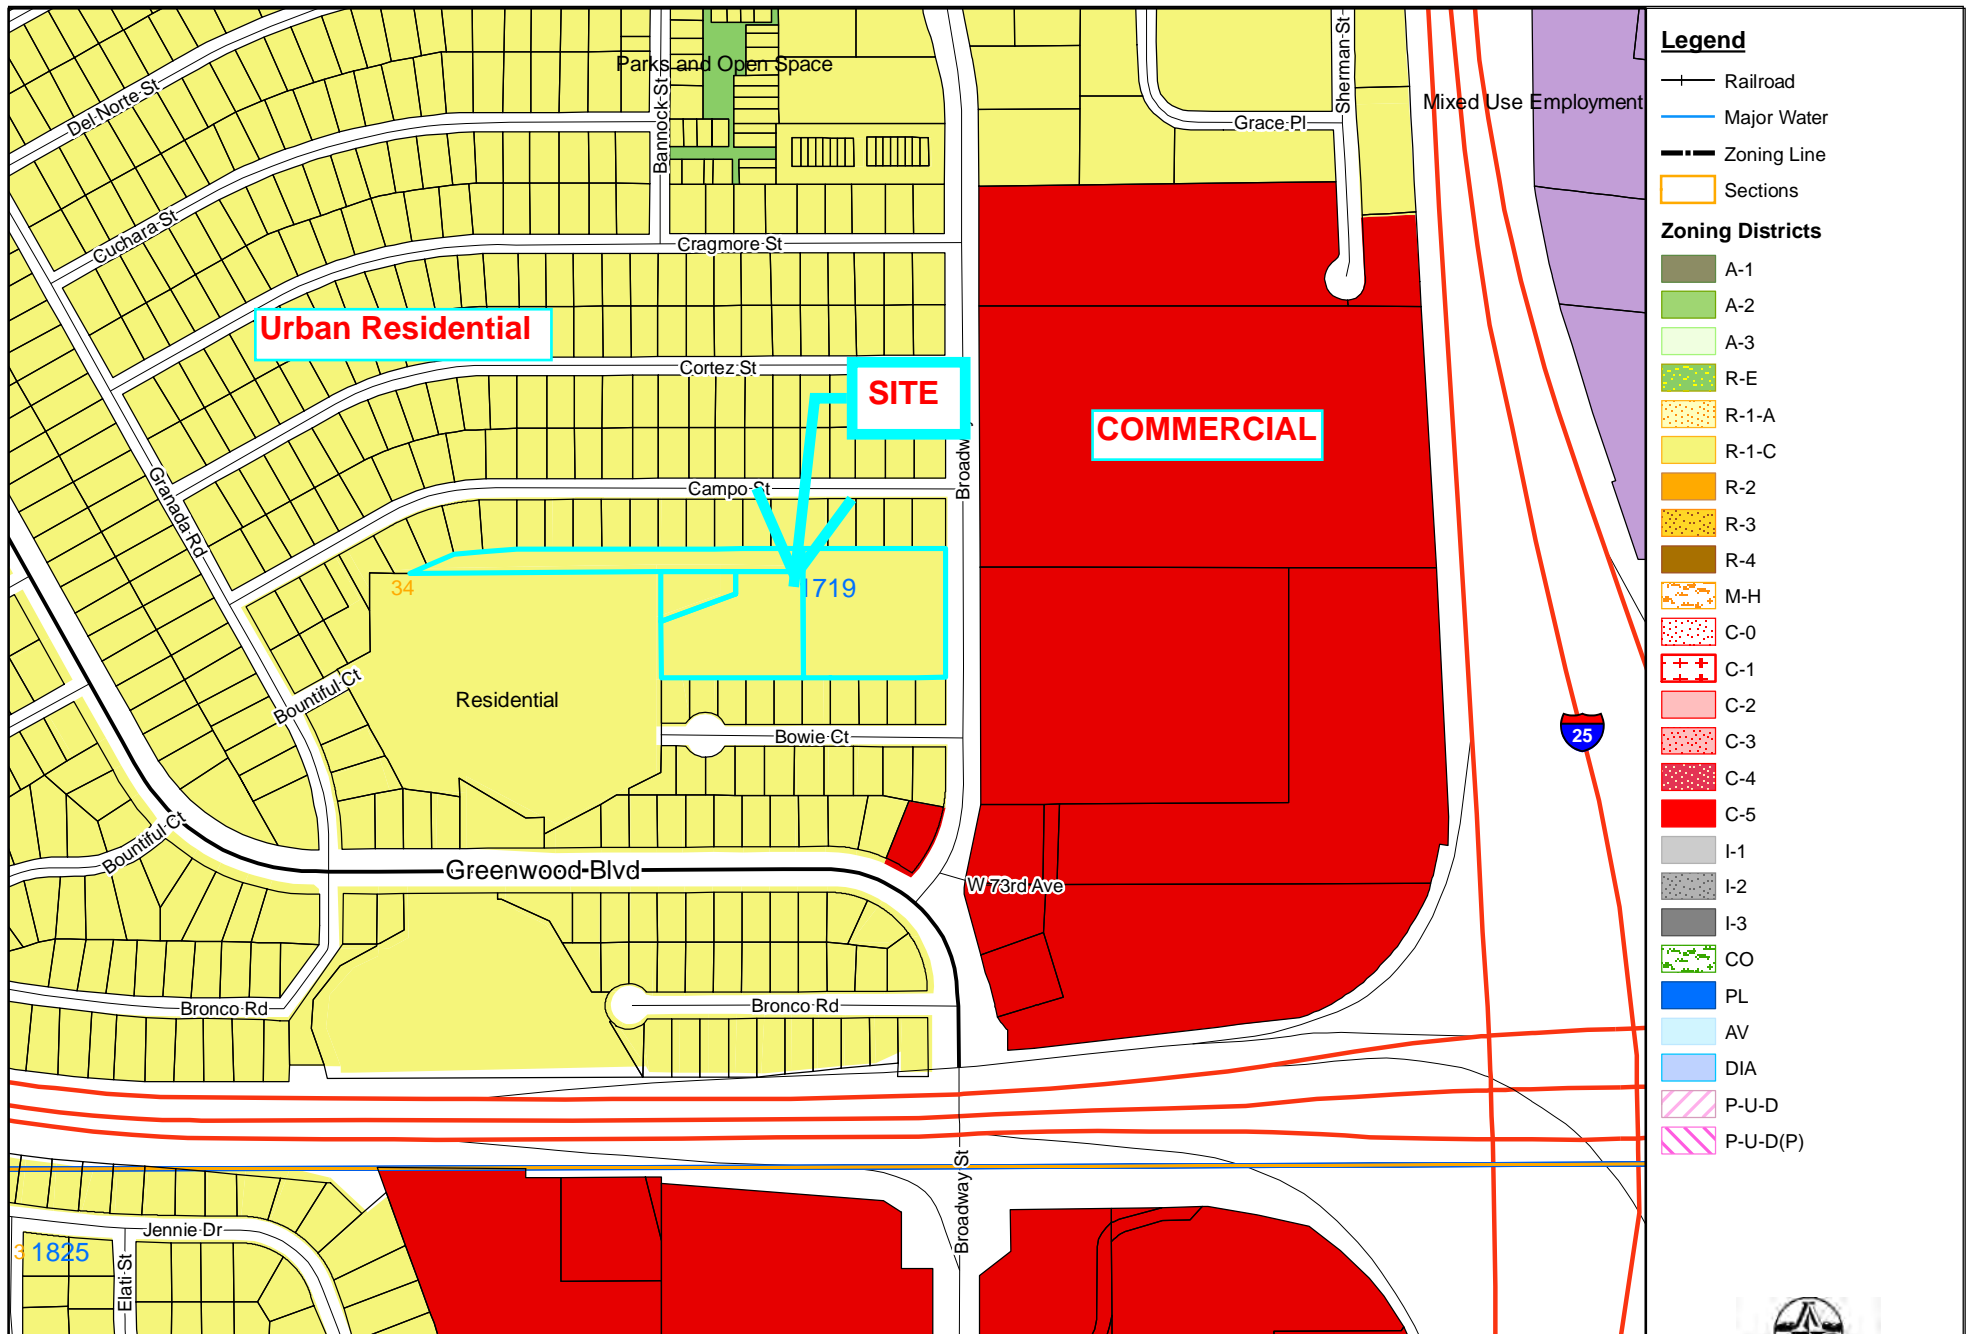 Parks and Open Space
Del Norte St
Bannock St
Sherman St
Grace Pl
Mixed Use Employment
Cuchara St
Cragmore St
Urban Residential
Cortez St
SITE
COMMERCIAL
Broadway
Granada Rd
Campo St
34
1719
Residential
Bountiful Ct
Bowie Ct
25
Bountiful Ct
Greenwood Blvd
W 73rd Ave
Bronco Rd
Bronco Rd
Broadway St
Jennie Dr
3
1825
Elati St
Legend
Railroad
Major Water
Zoning Line
Sections
Zoning Districts
A-1
A-2
A-3
R-E
R-1-A
R-1-C
R-2
R-3
R-4
M-H
C-0
C-1
C-2
C-3
C-4
C-5
I-1
I-2
I-3
CO
PL
AV
DIA
P-U-D
P-U-D(P)